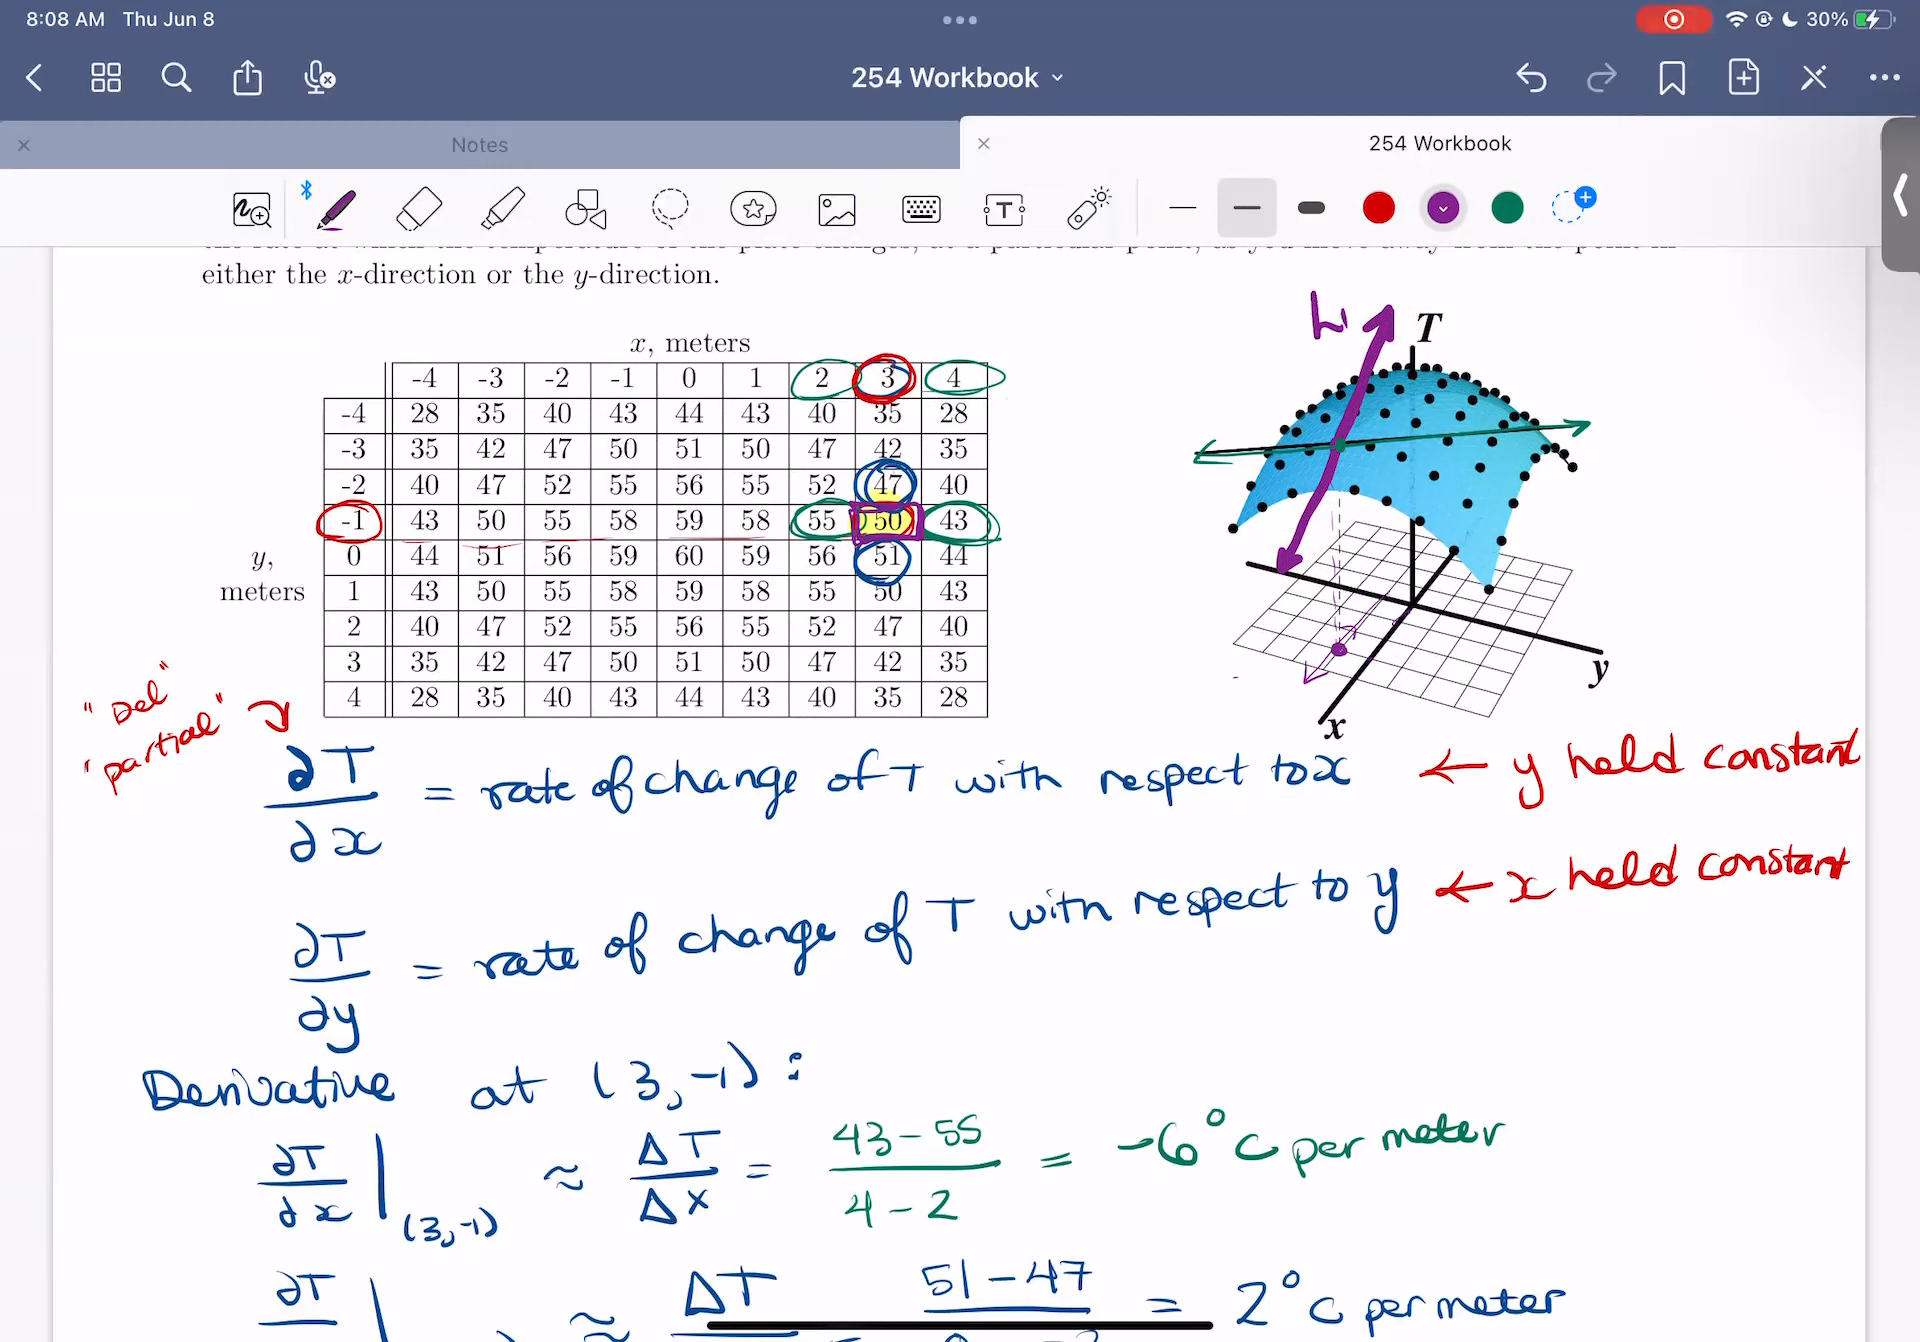 8:08 AM Thu Jun 8
30%
254 Workbook
Notes
254 Workbook
either the x-direction or the y-direction.
x, meters
-4 -3 -2 -1 0 1 2 3 4
-4 28 35 40 43 44 43 40 35 28
-3 35 42 47 50 51 50 47 42 35
-2 40 47 52 55 56 55 52 47 40
-1 43 50 55 58 59 58 55 50 43
y, 0 44 51 56 59 60 59 56 51 44
meters 1 43 50 55 58 59 58 55 50 43
2 40 47 52 55 56 55 52 47 40
3 35 42 47 50 51 50 47 42 35
4 28 35 40 43 44 43 40 35 28
T
y
x
"Del"
"partial"
∂T/∂x = rate of change of T with respect to x ← y held constant
∂T/∂y = rate of change of T with respect to y ← x held constant
Derivative at (3,-1):
∂T/∂x |(3,-1) ≈ ΔT/Δx = 43-55/4-2 = -6°C per meter
∂T ≈ ΔT 51-47 = 2°C per meter